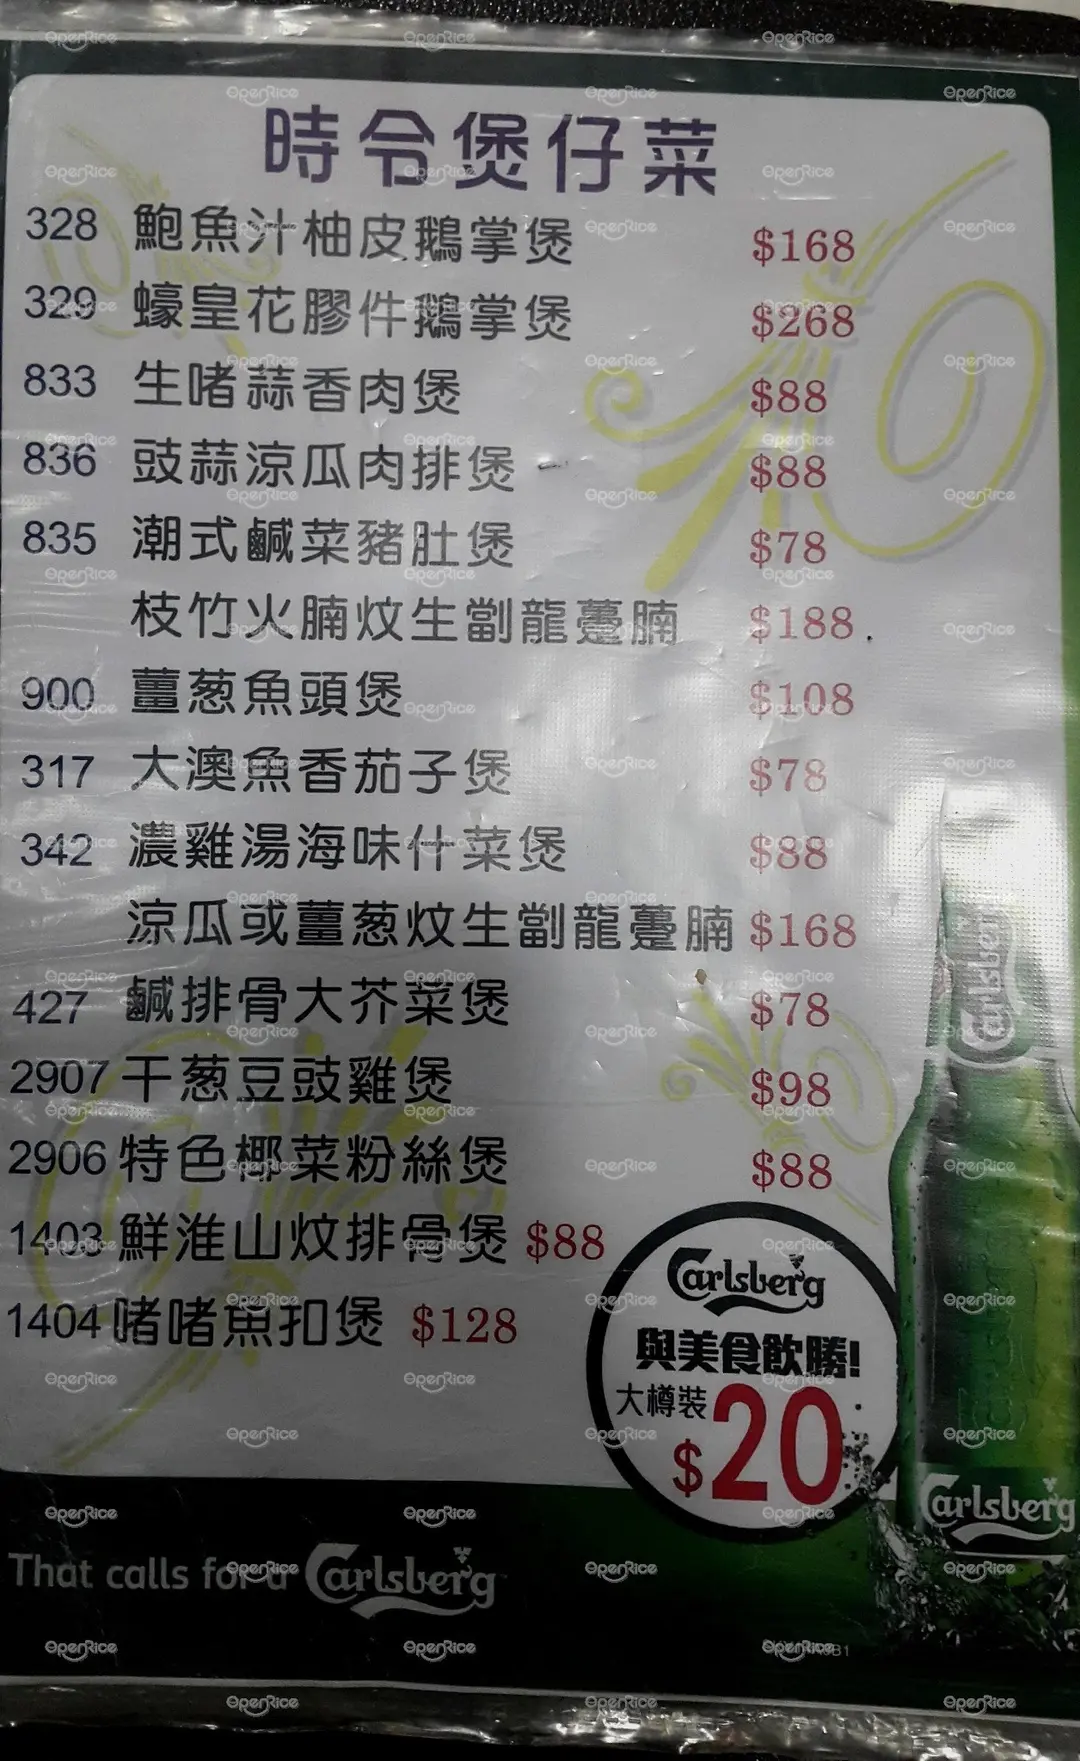 時令煲仔菜
328 鮑魚汁柚皮鵝掌煲 $168
329 蠔皇花膠件鵝掌煲 $268
833 生啫蒜香肉煲 $88
836 豉蒜涼瓜肉排煲 $88
835 潮式鹹菜豬肚煲 $78
枝竹火腩炆生劏龍躉腩 $188
900 薑葱魚頭煲 $108
317 大澳魚香茄子煲 $78
342 濃雞湯海味什菜煲 $88
涼瓜或薑葱炆生劏龍躉腩 $168
427 鹹排骨大芥菜煲 $78
2907 干葱豆豉雞煲 $98
2906 特色椰菜粉絲煲 $88
1403 鮮淮山炆排骨煲 $88
1404 啫啫魚扣煲 $128
Carlsberg
與美食飲勝!
大樽裝
$20
Carlsberg
Carlsberg
That calls for a Carlsberg
OpenRice